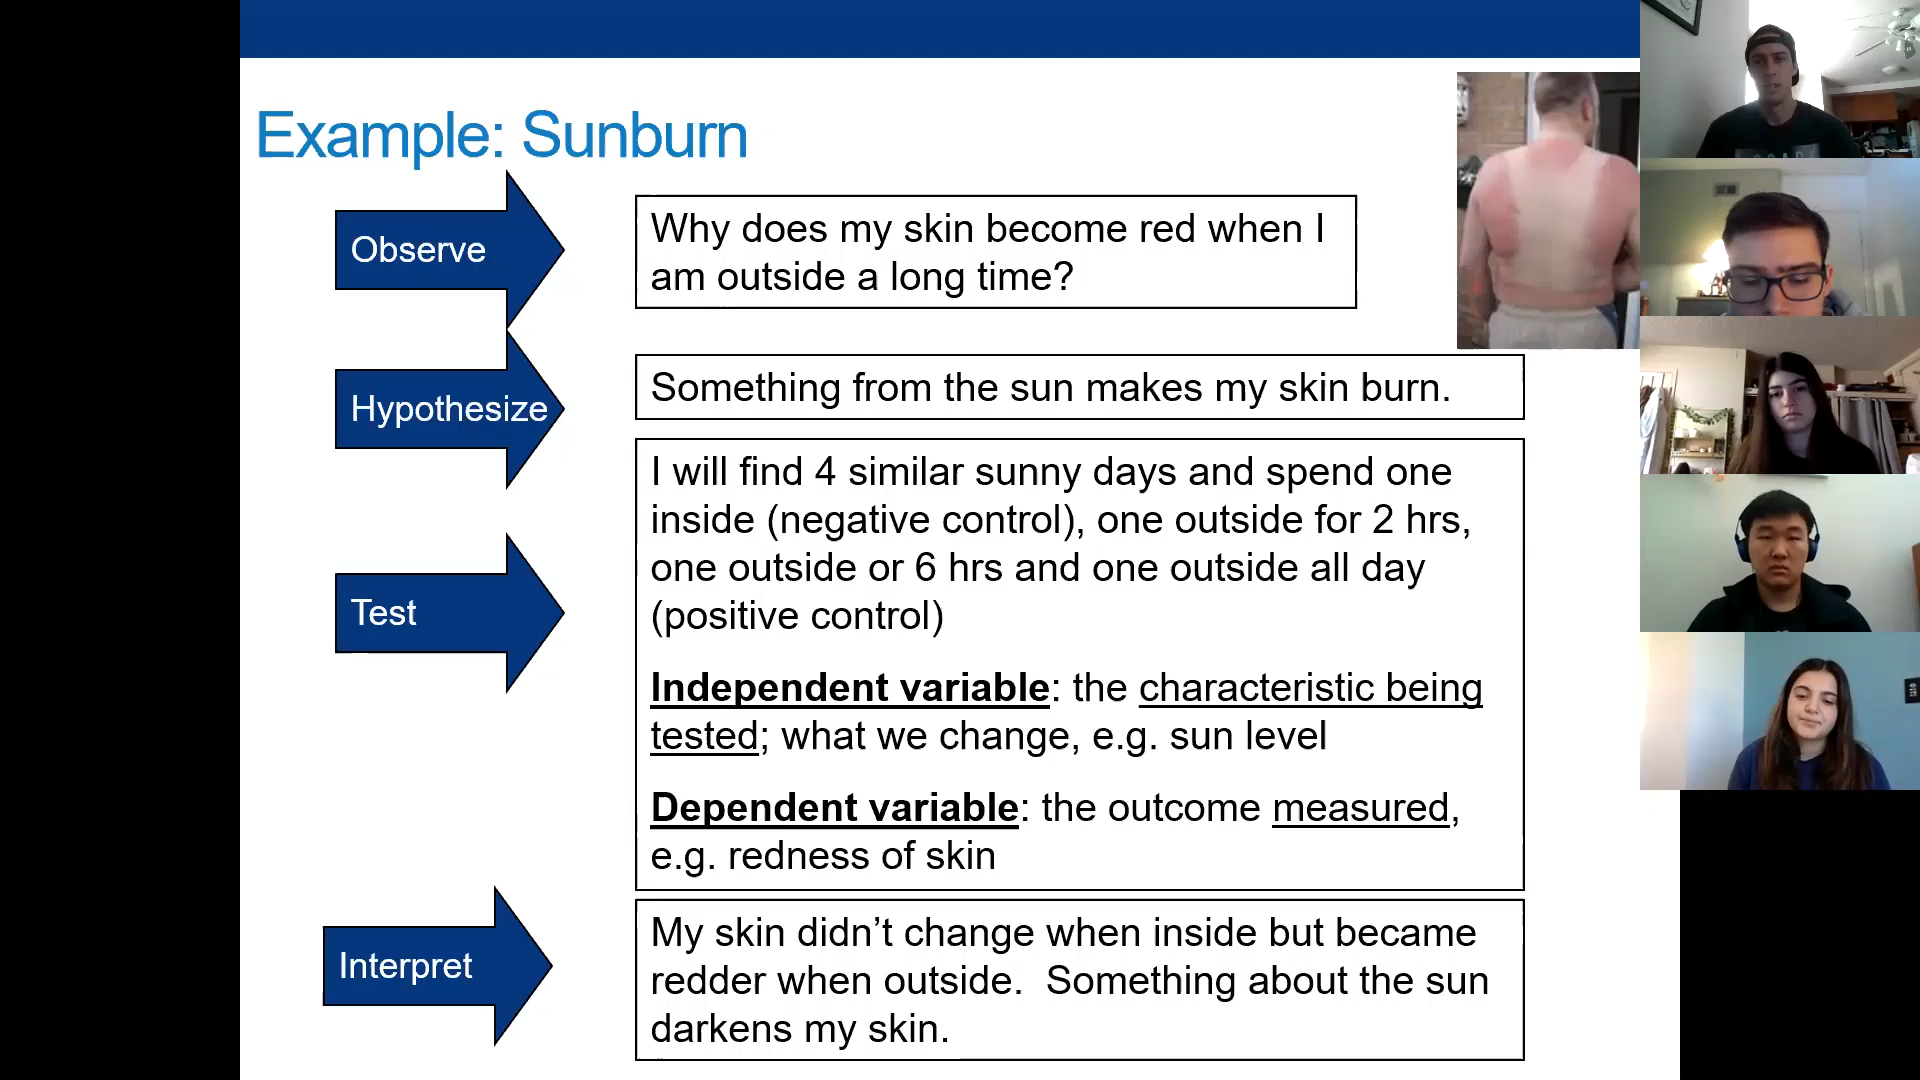 Example: Sunburn
Observe
Why does my skin become red when I
am outside a long time?
Hypothesize
Something from the sun makes my skin burn.
Test
I will find 4 similar sunny days and spend one
inside (negative control), one outside for 2 hrs,
one outside or 6 hrs and one outside all day
(positive control)
Independent variable: the characteristic being
tested; what we change, e.g. sun level
Dependent variable: the outcome measured,
e.g. redness of skin
Interpret
My skin didn’t change when inside but became
redder when outside.  Something about the sun
darkens my skin.